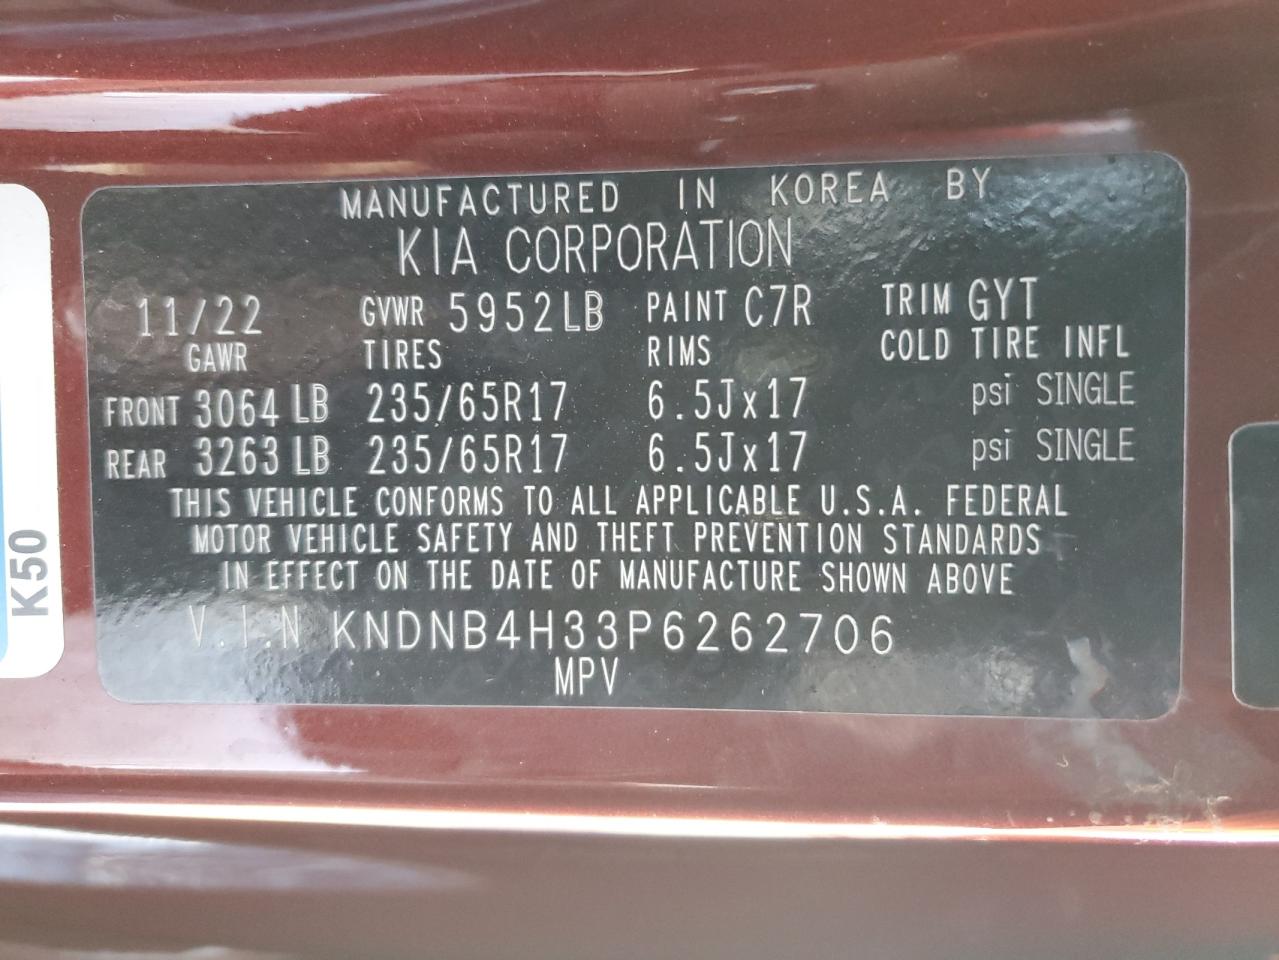 MANUFACTURED IN KOREA BY
KIA CORPORATION
11/22 GVWR 5952LB PAINT C7R TRIM GYT
GAWR TIRES RIMS COLD TIRE INFL
FRONT 3064 LB 235/65R17 6.5Jx17 psi SINGLE
REAR 3263 LB 235/65R17 6.5Jx17 psi SINGLE
THIS VEHICLE CONFORMS TO ALL APPLICABLE U.S.A. FEDERAL
MOTOR VEHICLE SAFETY AND THEFT PREVENTION STANDARDS
IN EFFECT ON THE DATE OF MANUFACTURE SHOWN ABOVE
V.I.N KNDNB4H33P6262706
MPV
K50